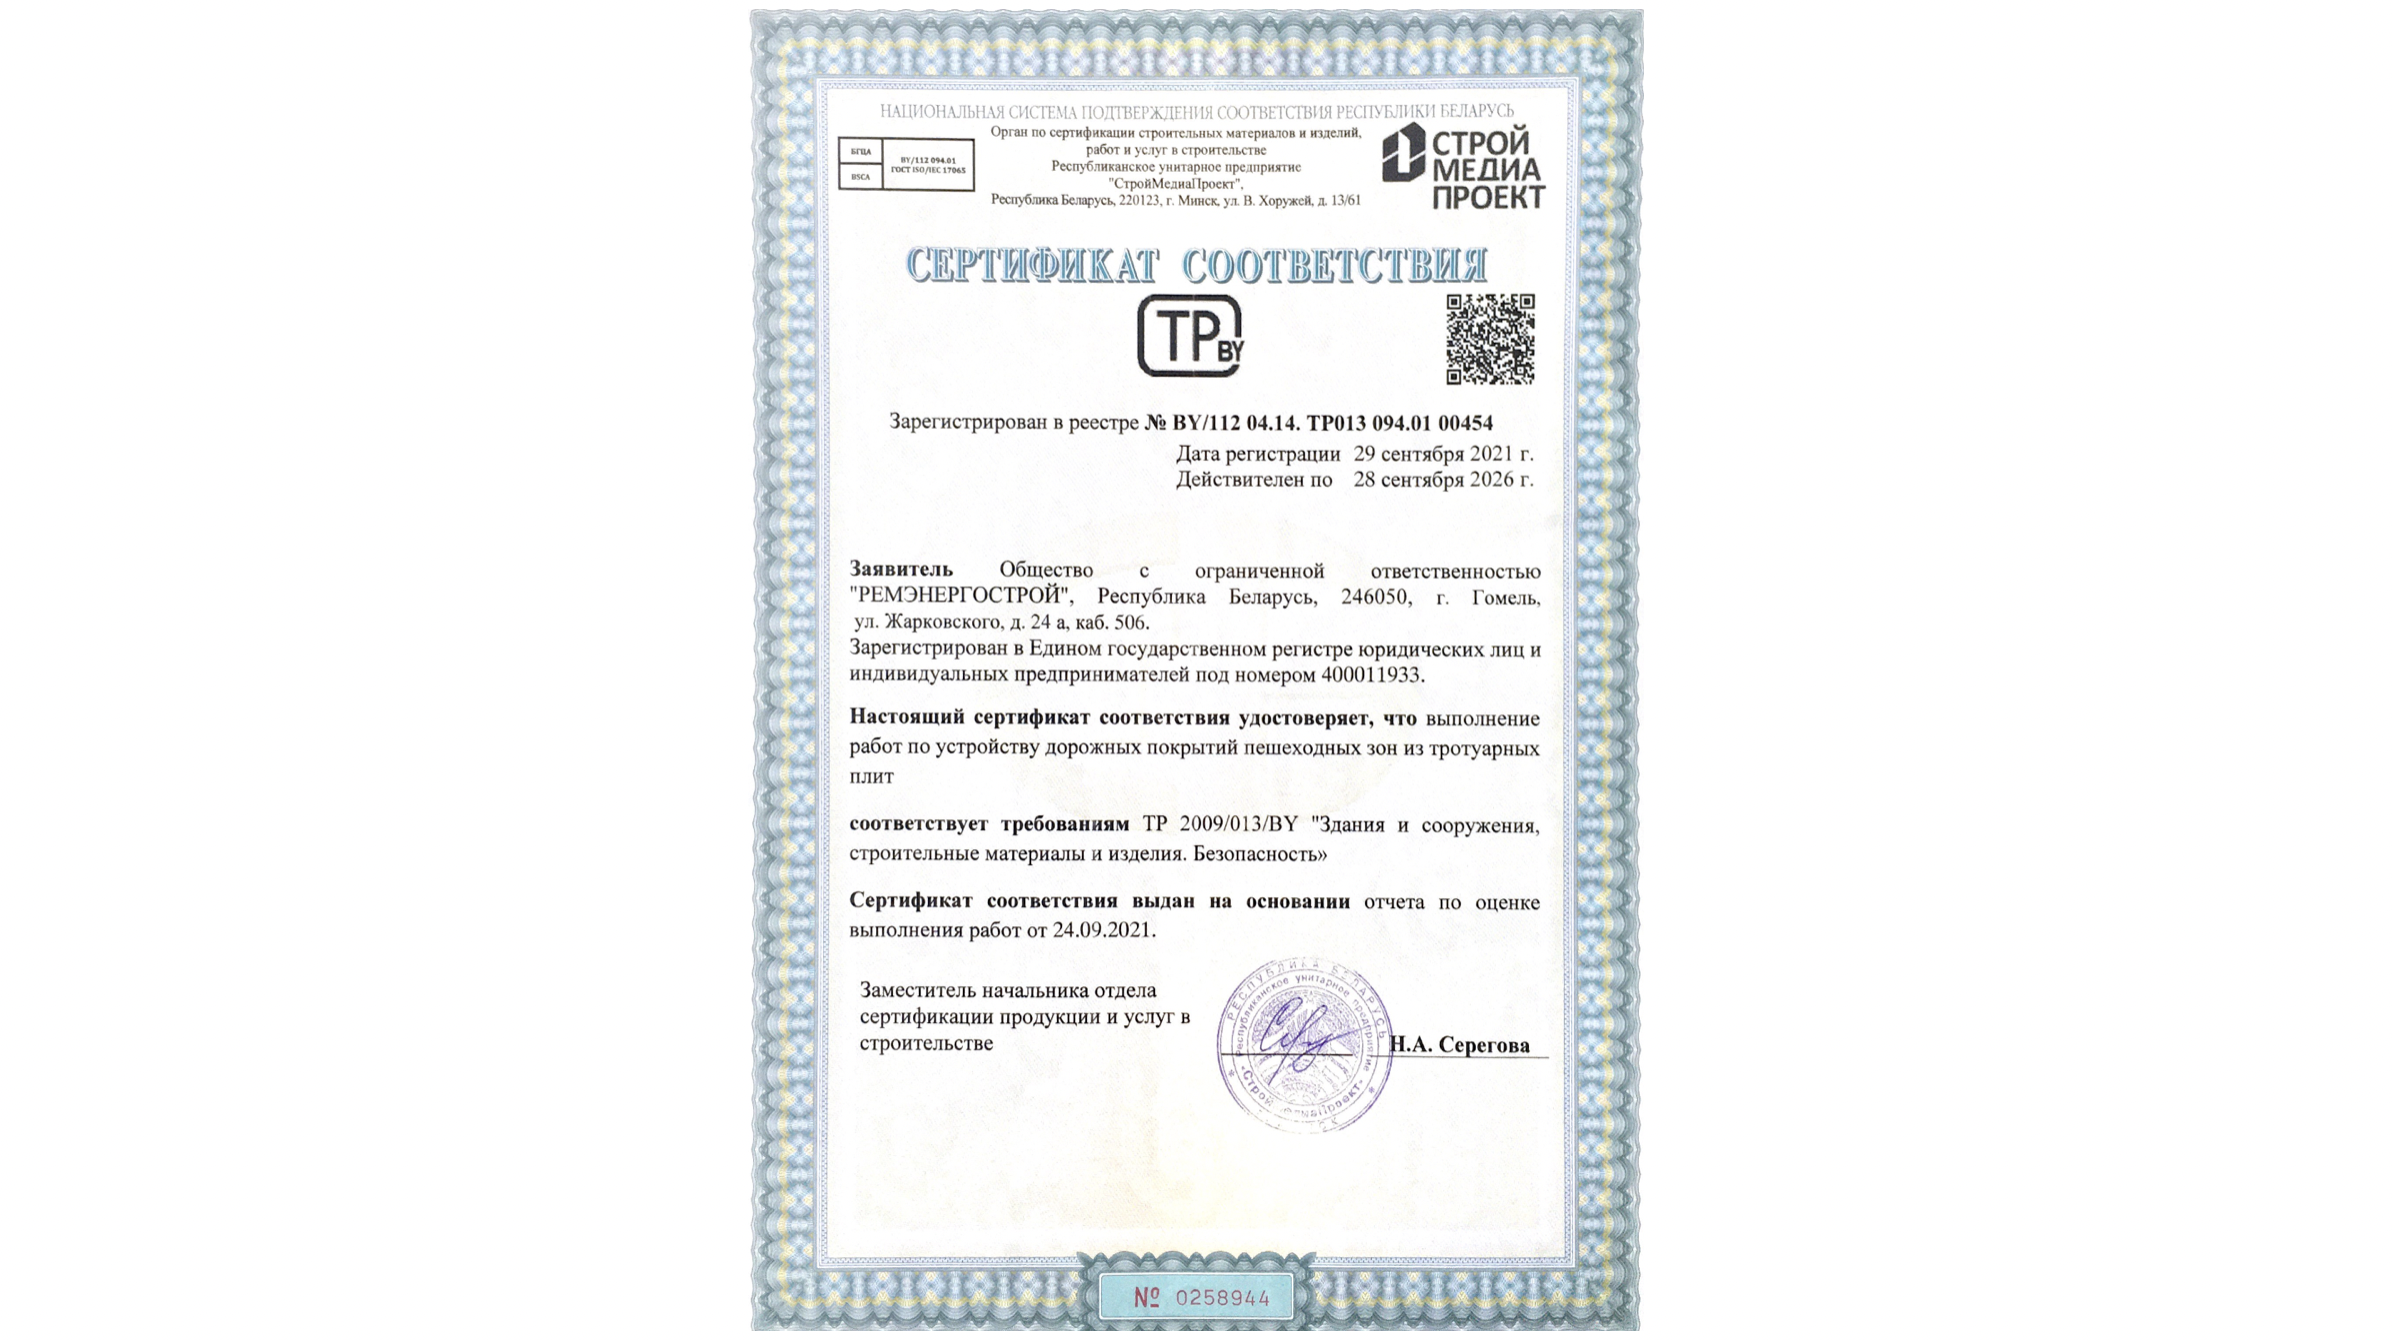 НАЦИОНАЛЬНАЯ СИСТЕМА ПОДТВЕРЖДЕНИЯ СООТВЕТСТВИЯ РЕСПУБЛИКИ БЕЛАРУСЬ
БГЦА
BSCA
BY/112 094.01
ГОСТ ISO/IEC 17065
Орган по сертификации строительных материалов и изделий,
работ и услуг в строительстве
Республиканское унитарное предприятие
"СтройМедиаПроект",
Республика Беларусь, 220123, г. Минск, ул. В. Хоружей, д. 13/61
СТРОЙ
МЕДИА
ПРОЕКТ
СЕРТИФИКАТ СООТВЕТСТВИЯ
ТР BY
Зарегистрирован в реестре № BY/112 04.14. ТР013 094.01 00454
Дата регистрации 29 сентября 2021 г.
Действителен по 28 сентября 2026 г.
Заявитель Общество с ограниченной ответственностью
"РЕМЭНЕРГОСТРОЙ", Республика Беларусь, 246050, г. Гомель,
ул. Жарковского, д. 24 а, каб. 506.
Зарегистрирован в Едином государственном регистре юридических лиц и
индивидуальных предпринимателей под номером 400011933.
Настоящий сертификат соответствия удостоверяет, что выполнение
работ по устройству дорожных покрытий пешеходных зон из тротуарных
плит
соответствует требованиям ТР 2009/013/BY "Здания и сооружения,
строительные материалы и изделия. Безопасность»
Сертификат соответствия выдан на основании отчета по оценке
выполнения работ от 24.09.2021.
Заместитель начальника отдела
сертификации продукции и услуг в
строительстве
РЕСПУБЛИКА БЕЛАРУСЬ
Республиканское унитарное предприятие
Н.А. Серегова
№ 0258944